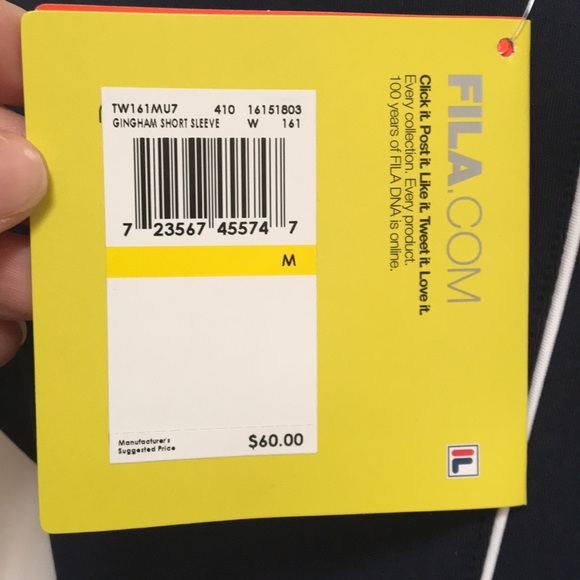 TW161MU7 410 16151803
GINGHAM SHORT SLEEVE W 161
7 23567 45574 7
M
Manufacturers
Suggested Price
$60.00
FILA.COM
Click it. Post it. Like it. Tweet it. Love it.
Every collection. Every product.
100 years of FILA DNA is online.